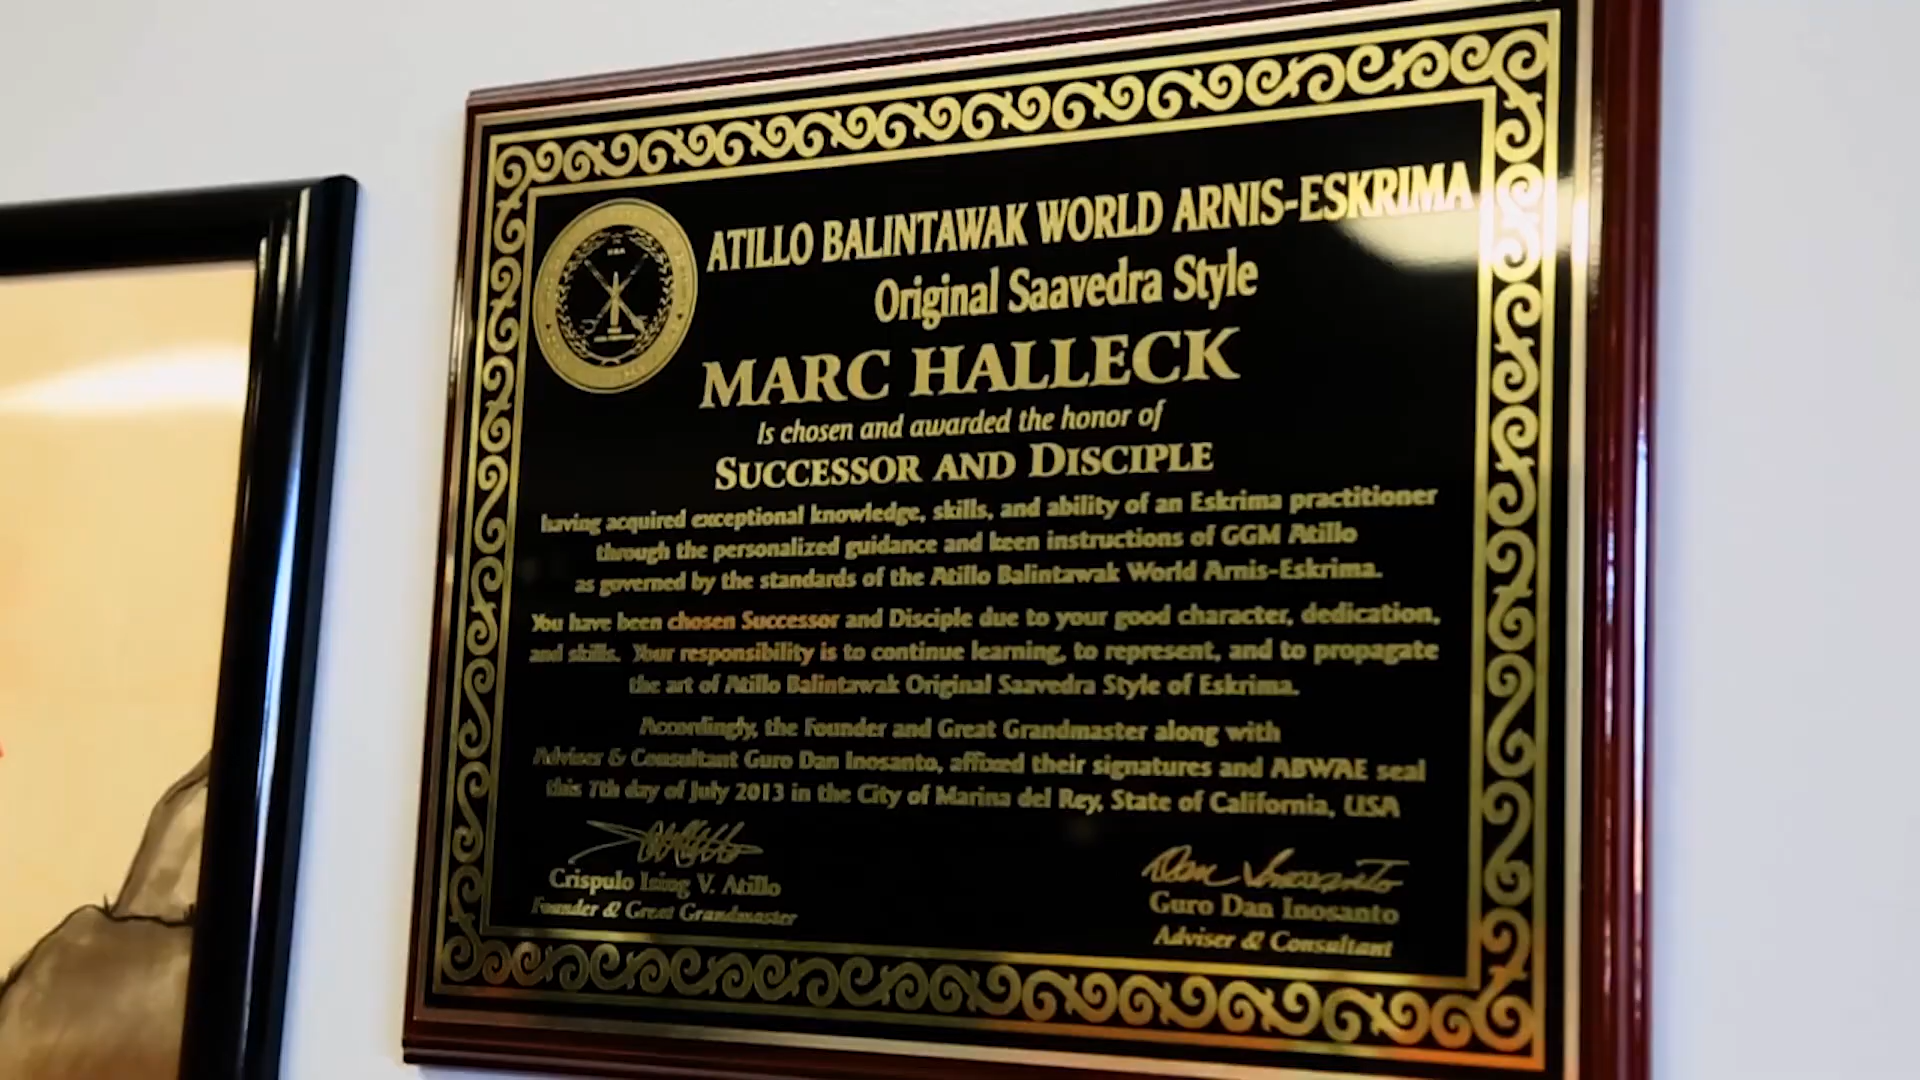 ATILLO BALINTAWAK WORLD ARNIS-ESKRIMA
Original Saavedra Style
MARC HALLECK
Is chosen and awarded the honor of
SUCCESSOR AND DISCIPLE
having acquired exceptional knowledge, skills, and ability of an Eskrima practitioner
through the personalized guidance and keen instructions of GGM Atillo
as governed by the standards of the Atillo Balintawak World Arnis-Eskrima.
You have been chosen Successor and Disciple due to your good character, dedication,
and skills. Your responsibility is to continue learning, to represent, and to propagate
the art of Atillo Balintawak Original Saavedra Style of Eskrima.
Accordingly, the Founder and Great Grandmaster along with
Adviser & Consultant Guro Dan Inosanto, affixed their signatures and ABWAE seal
this 7th day of July 2013 in the City of Marina del Rey, State of California, USA
Crispulo Ising V. Atillo
Founder & Great Grandmaster
Dan Inosanto
Guro Dan Inosanto
Adviser & Consultant